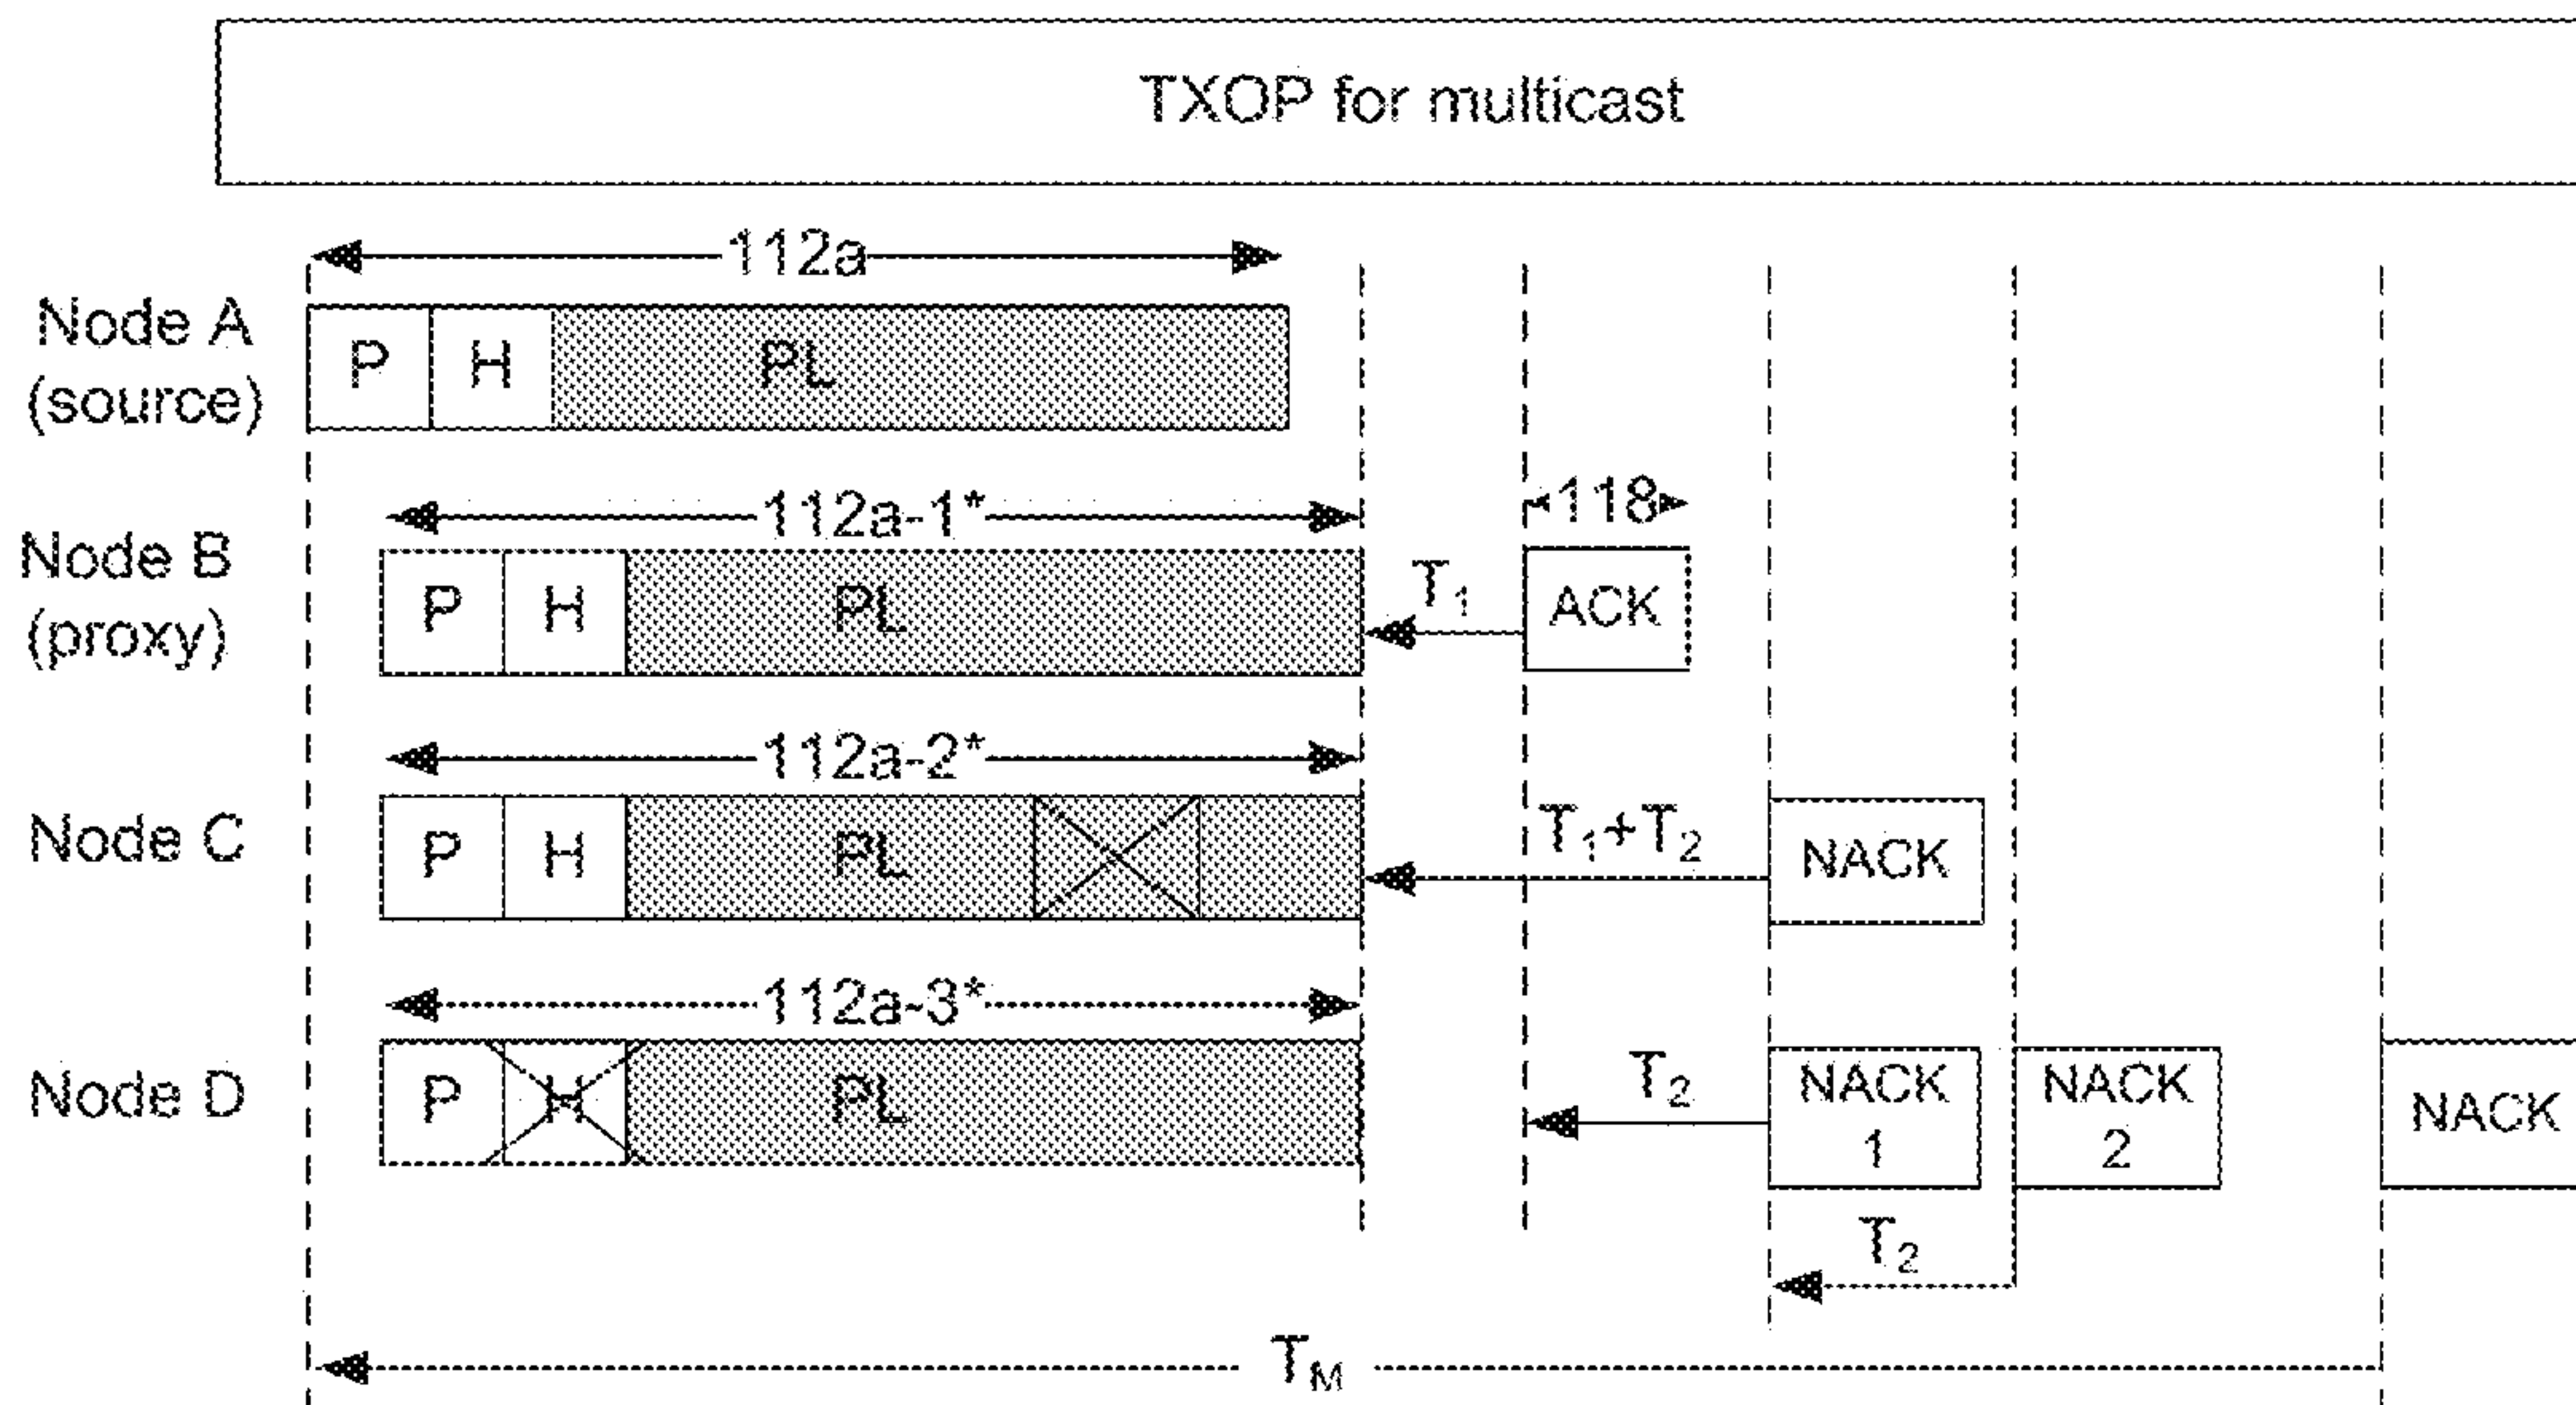 TXOP for multicast
112a
Node A
(source)
P H PL
112a-1*
118
Node B
(proxy)
P H PL
T₁
ACK
112a-2*
Node C
P H PL
T₁+T₂
NACK
112a-3*
Node D
P H PL
T₂
NACK
1
NACK
2
NACK
T₂
T_M